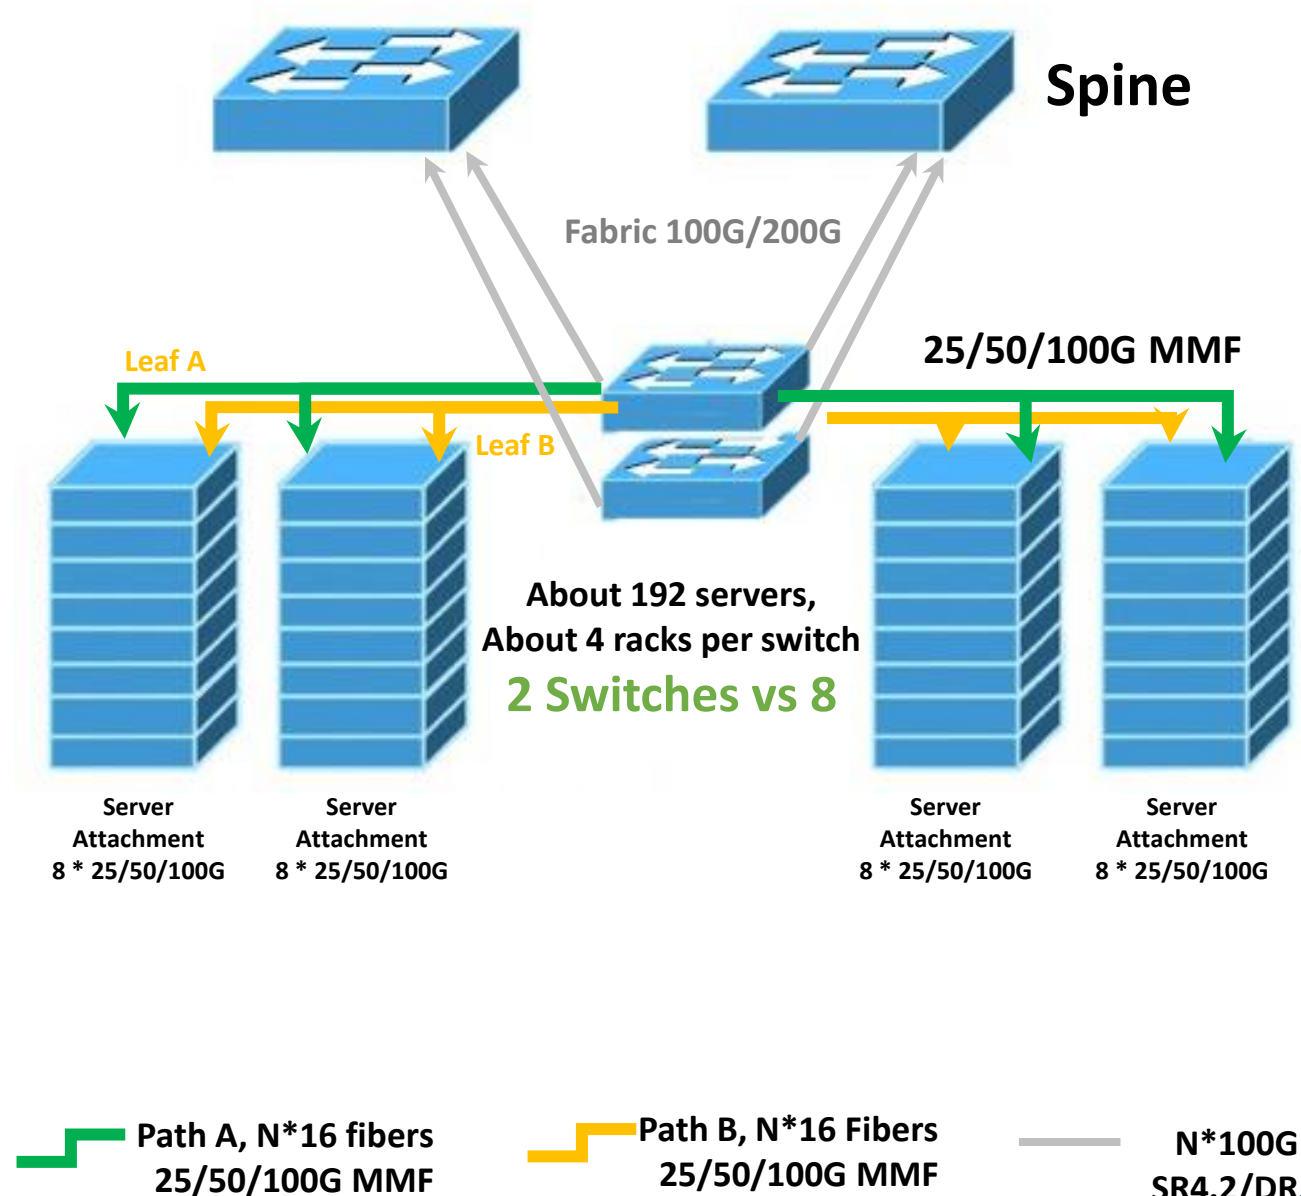 Spine
Fabric 100G/200G
25/50/100G MMF
Leaf A
Leaf B
About 192 servers,
About 4 racks per switch
2 Switches vs 8
Server
Attachment
8 * 25/50/100G
Server
Attachment
8 * 25/50/100G
Server
Attachment
8 * 25/50/100G
Server
Attachment
8 * 25/50/100G
Path A, N*16 fibers
25/50/100G MMF
Path B, N*16 Fibers
25/50/100G MMF
N*100G
SR4.2/DR